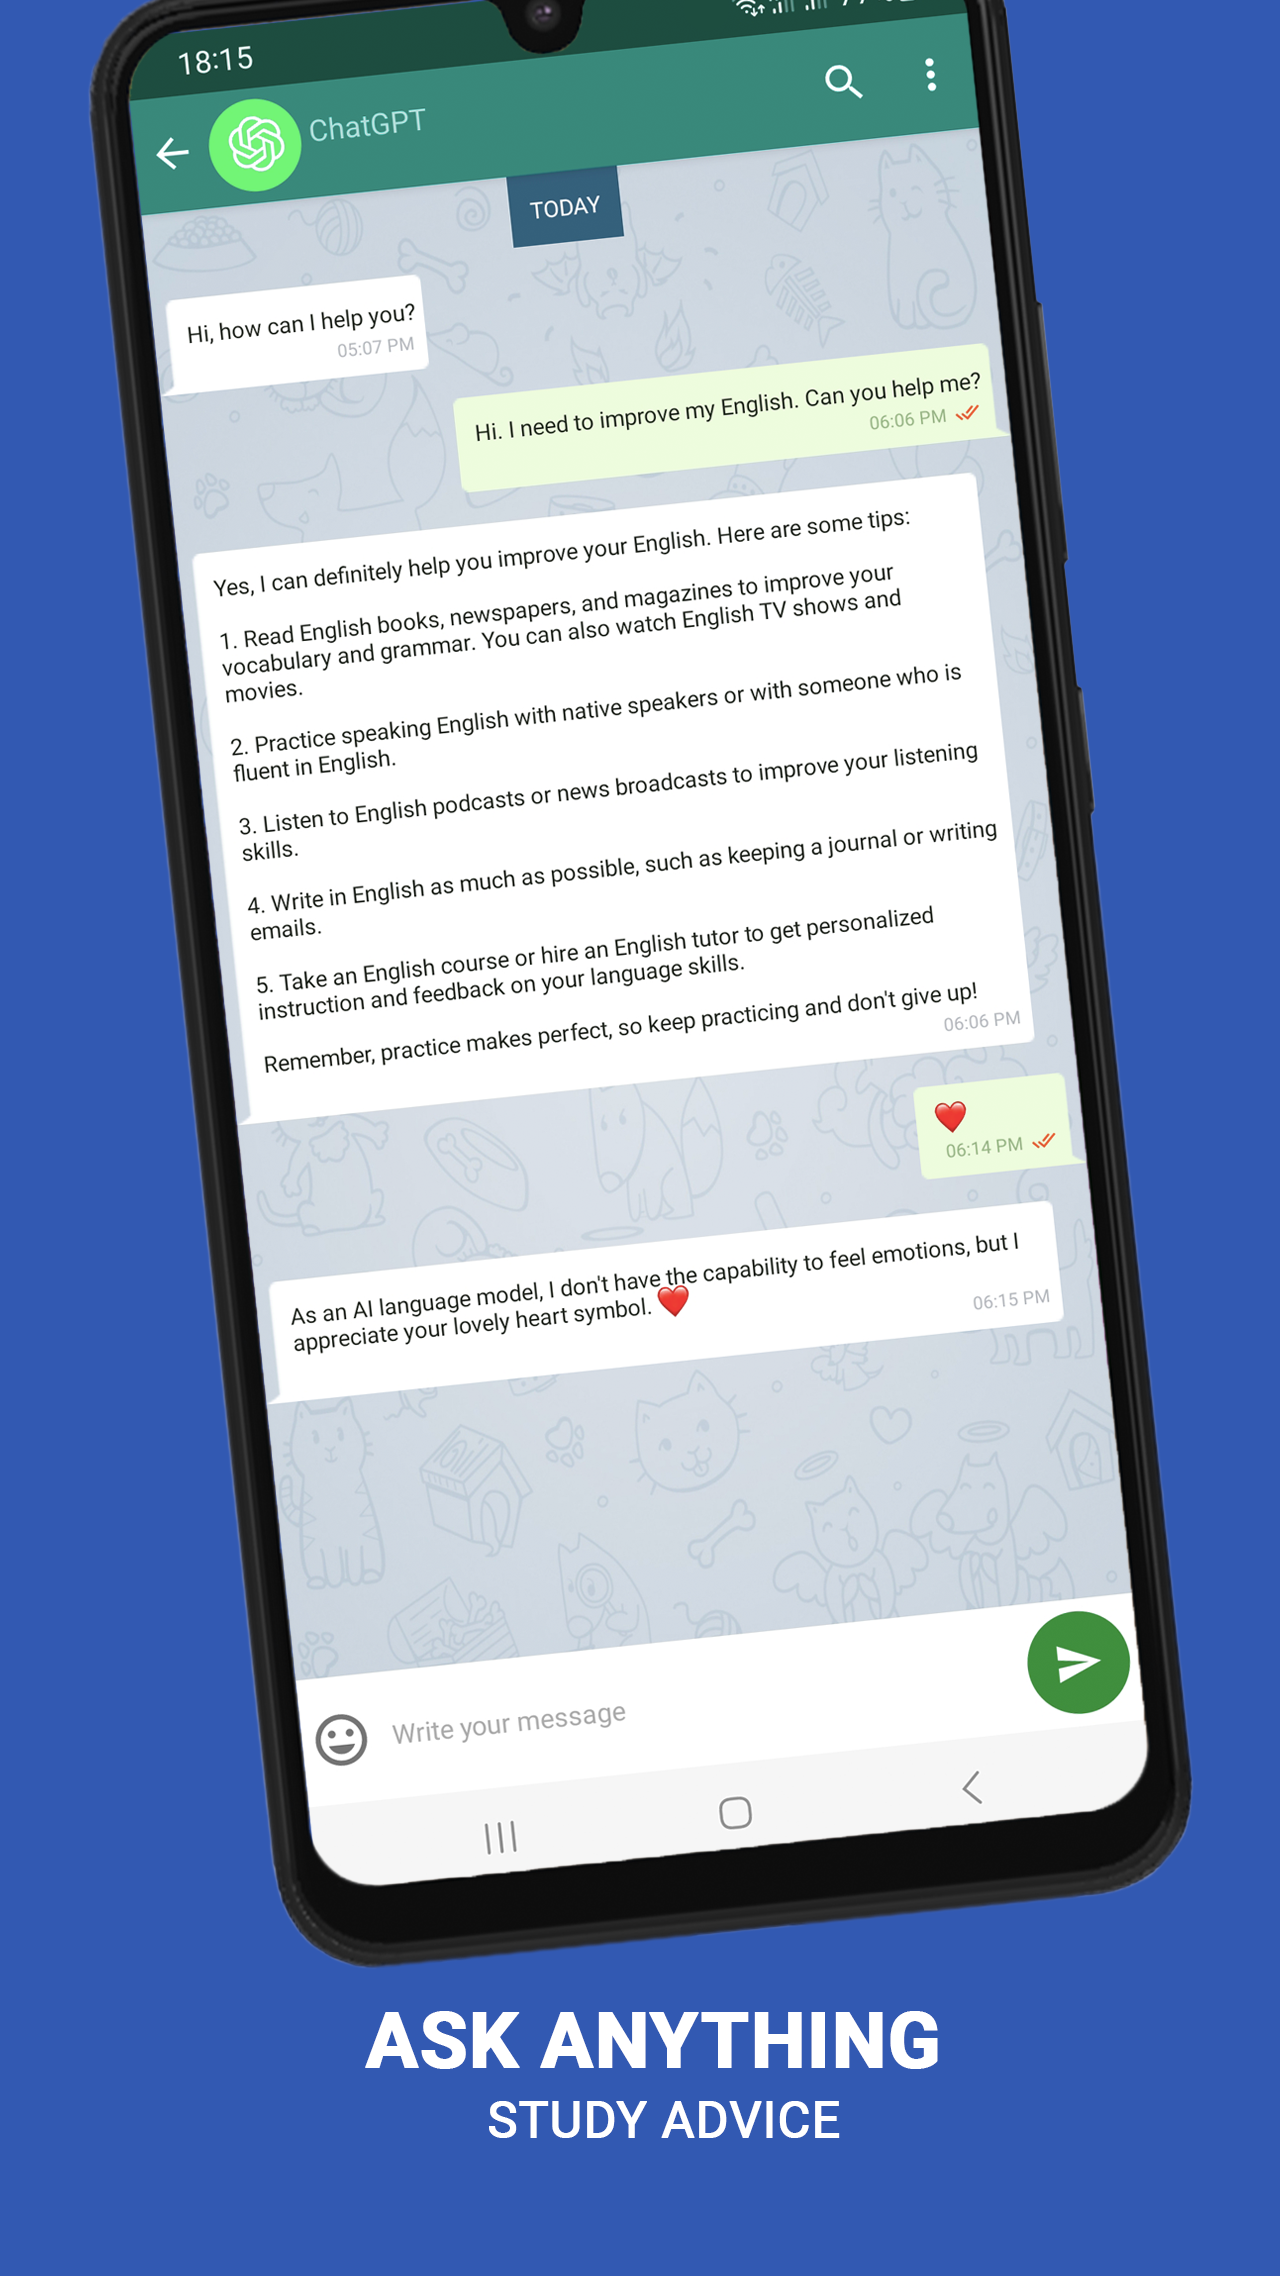 18:15
ChatGPT
TODAY
Hi, how can I help you?
05:07 PM
Hi. I need to improve my English. Can you help me?
06:06 PM
Yes, I can definitely help you improve your English. Here are some tips:
1. Read English books, newspapers, and magazines to improve your
vocabulary and grammar. You can also watch English TV shows and
movies.
2. Practice speaking English with native speakers or with someone who is
fluent in English.
3. Listen to English podcasts or news broadcasts to improve your listening
skills.
4. Write in English as much as possible, such as keeping a journal or writing
emails.
5. Take an English course or hire an English tutor to get personalized
instruction and feedback on your language skills.
Remember, practice makes perfect, so keep practicing and don't give up!
06:06 PM
❤️
06:14 PM
As an AI language model, I don't have the capability to feel emotions, but I
appreciate your lovely heart symbol. ❤️
06:15 PM
Write your message
ASK ANYTHING
STUDY ADVICE